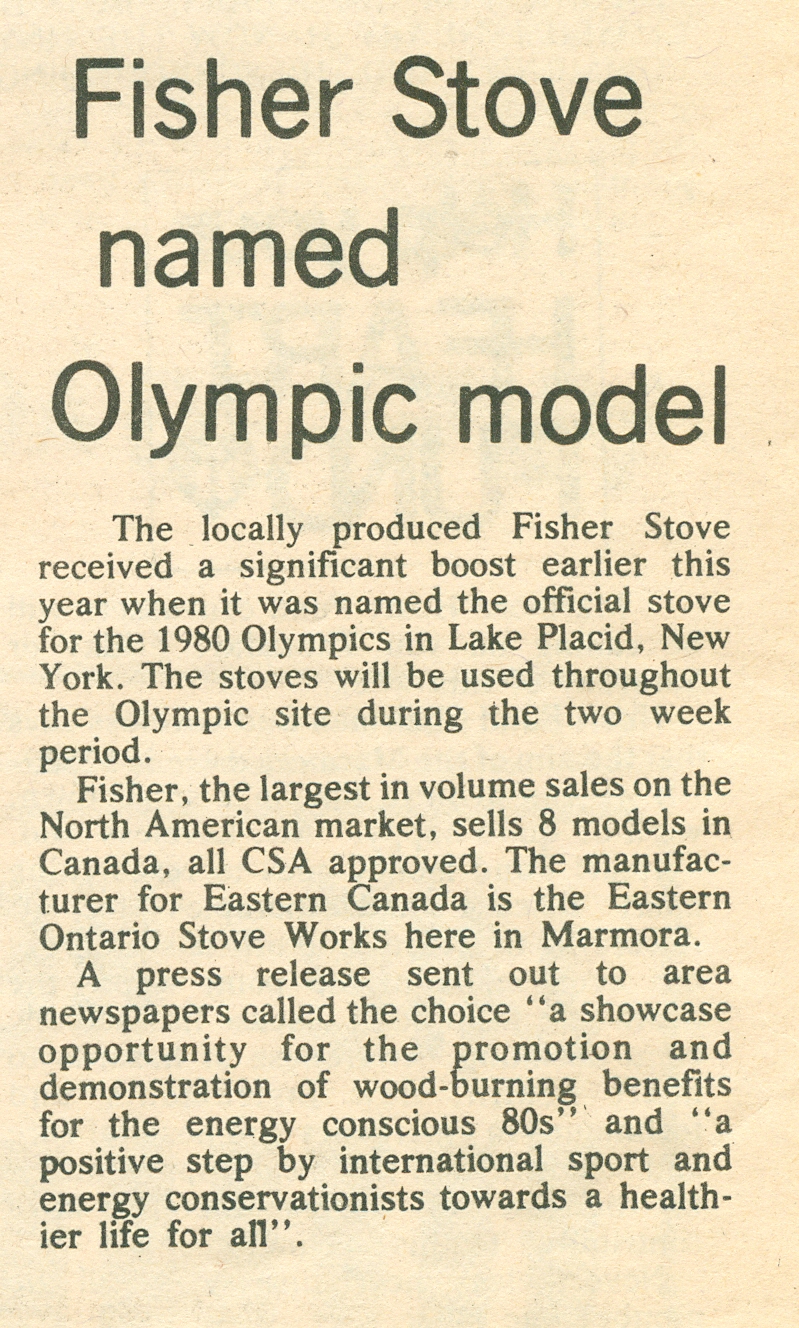 Fisher Stove
named
Olympic model
The locally produced Fisher Stove
received a significant boost earlier this
year when it was named the official stove
for the 1980 Olympics in Lake Placid, New
York. The stoves will be used throughout
the Olympic site during the two week
period.
Fisher, the largest in volume sales on the
North American market, sells 8 models in
Canada, all CSA approved. The manufac-
turer for Eastern Canada is the Eastern
Ontario Stove Works here in Marmora.
A press release sent out to area
newspapers called the choice “a showcase
opportunity for the promotion and
demonstration of wood-burning benefits
for the energy conscious 80s” and “a
positive step by international sport and
energy conservationists towards a health-
ier life for all”.